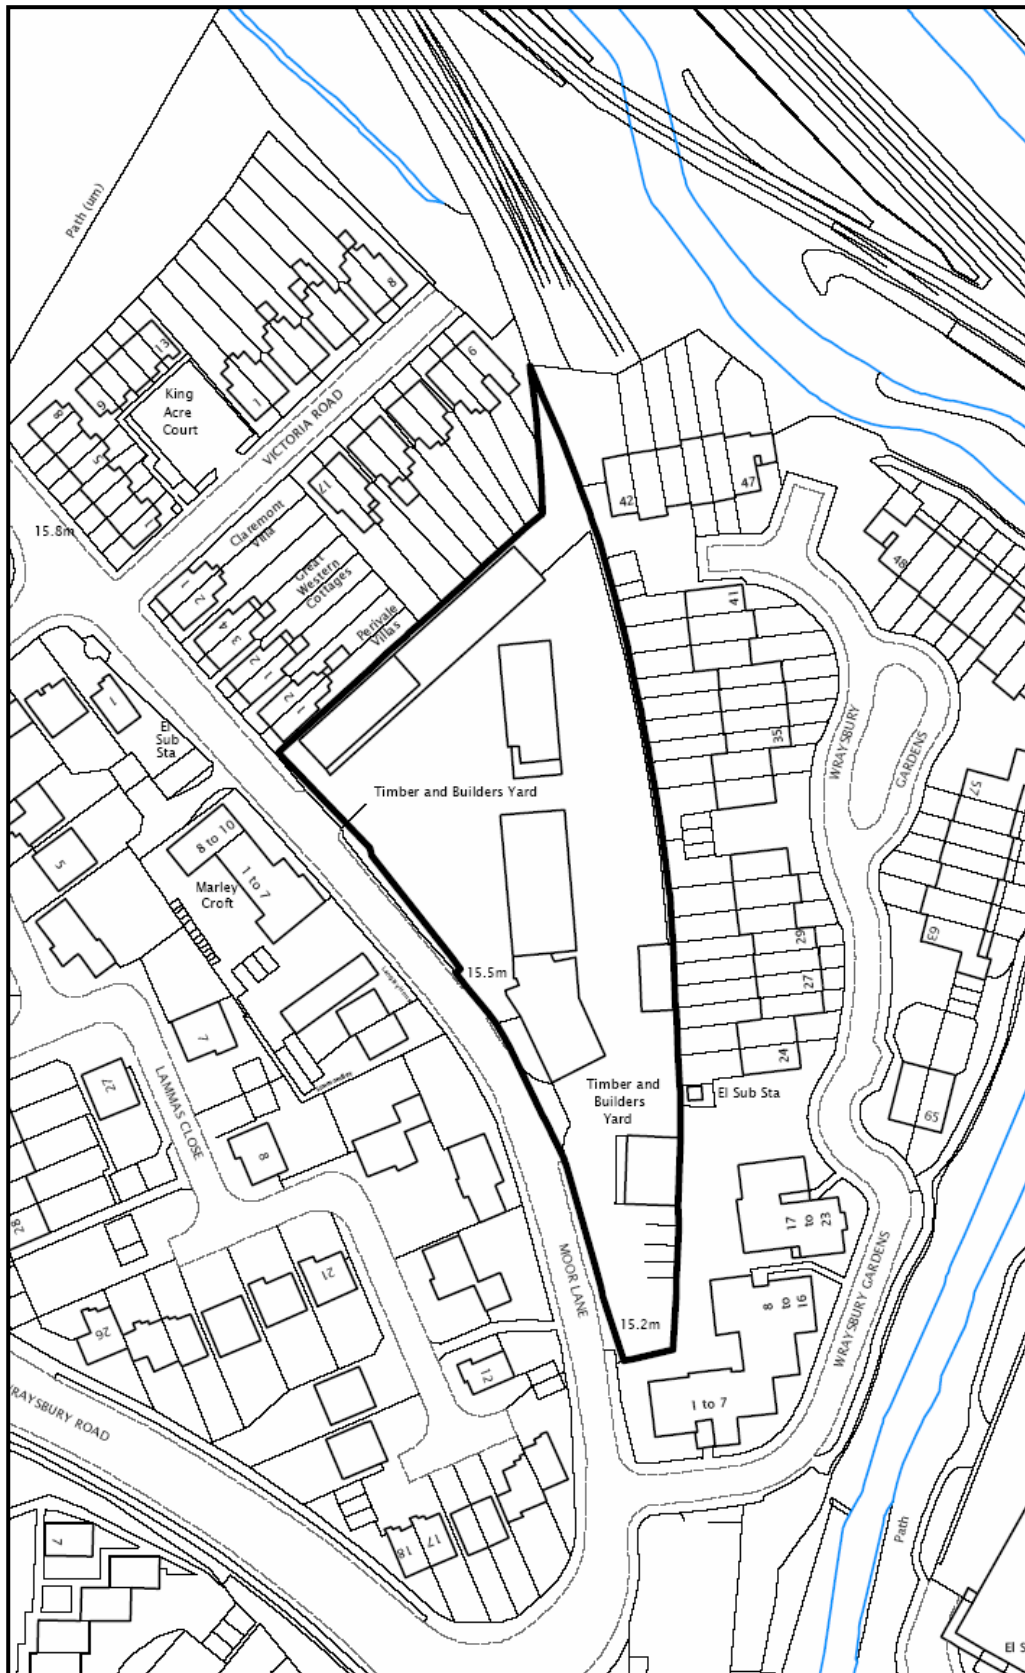 Path (um)
King
Acre
Court
13
9
8
5
1
1
8
VICTORIA ROAD
6
17
15.8m
Claremont
Villa
1
2
Great
Western
Cottages
4
3
2
1
Perivale
Villas
2
1
42
47
48
41
35
WRAYSBURY
GARDENS
57
63
29
27
24
65
El
Sub
Sta
1
5
Timber and Builders Yard
8 to 10
1 to 7
Marley
Croft
15.5m
7
27
LAMMAS CLOSE
8
28
Timber and
Builders
Yard
El Sub Sta
17
to
23
8
to
16
WRAYSBURY GARDENS
MOOR LANE
15.2m
1 to 7
21
26
12
WRAYSBURY ROAD
18
17
7
Path
El S